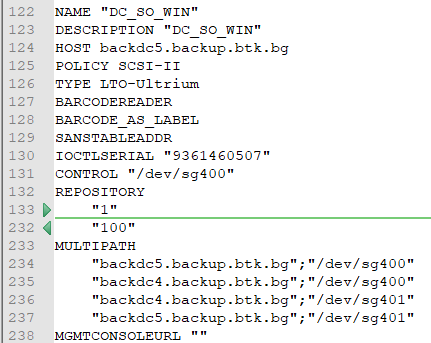 122 NAME "DC_SO_WIN"
123 DESCRIPTION "DC_SO_WIN"
124 HOST backdc5.backup.btk.bg
125 POLICY SCSI-II
126 TYPE LTO-Ultrium
127 BARCODEREADER
128 BARCODE_AS_LABEL
129 SANSTABLEADDR
130 IOCTLSERIAL "9361460507"
131 CONTROL "/dev/sg400"
132 REPOSITORY
133 "1"
232 "100"
233 MULTIPATH
234 "backdc5.backup.btk.bg";"/dev/sg400"
235 "backdc4.backup.btk.bg";"/dev/sg400"
236 "backdc4.backup.btk.bg";"/dev/sg401"
237 "backdc5.backup.btk.bg";"/dev/sg401"
238 MGMTCONSOLEURL ""